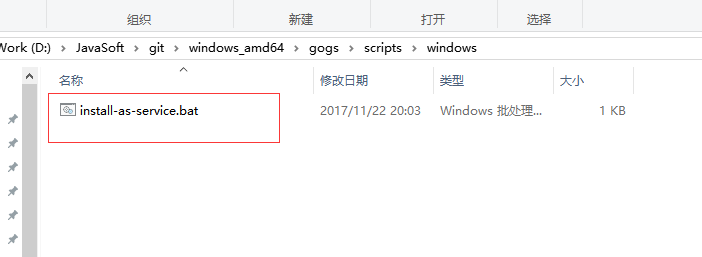 组织 新建 打开 选择
Work (D:) > JavaSoft > git > windows_amd64 > gogs > scripts > windows
名称 修改日期 类型 大小
install-as-service.bat 2017/11/22 20:03 Windows 批处理... 1 KB